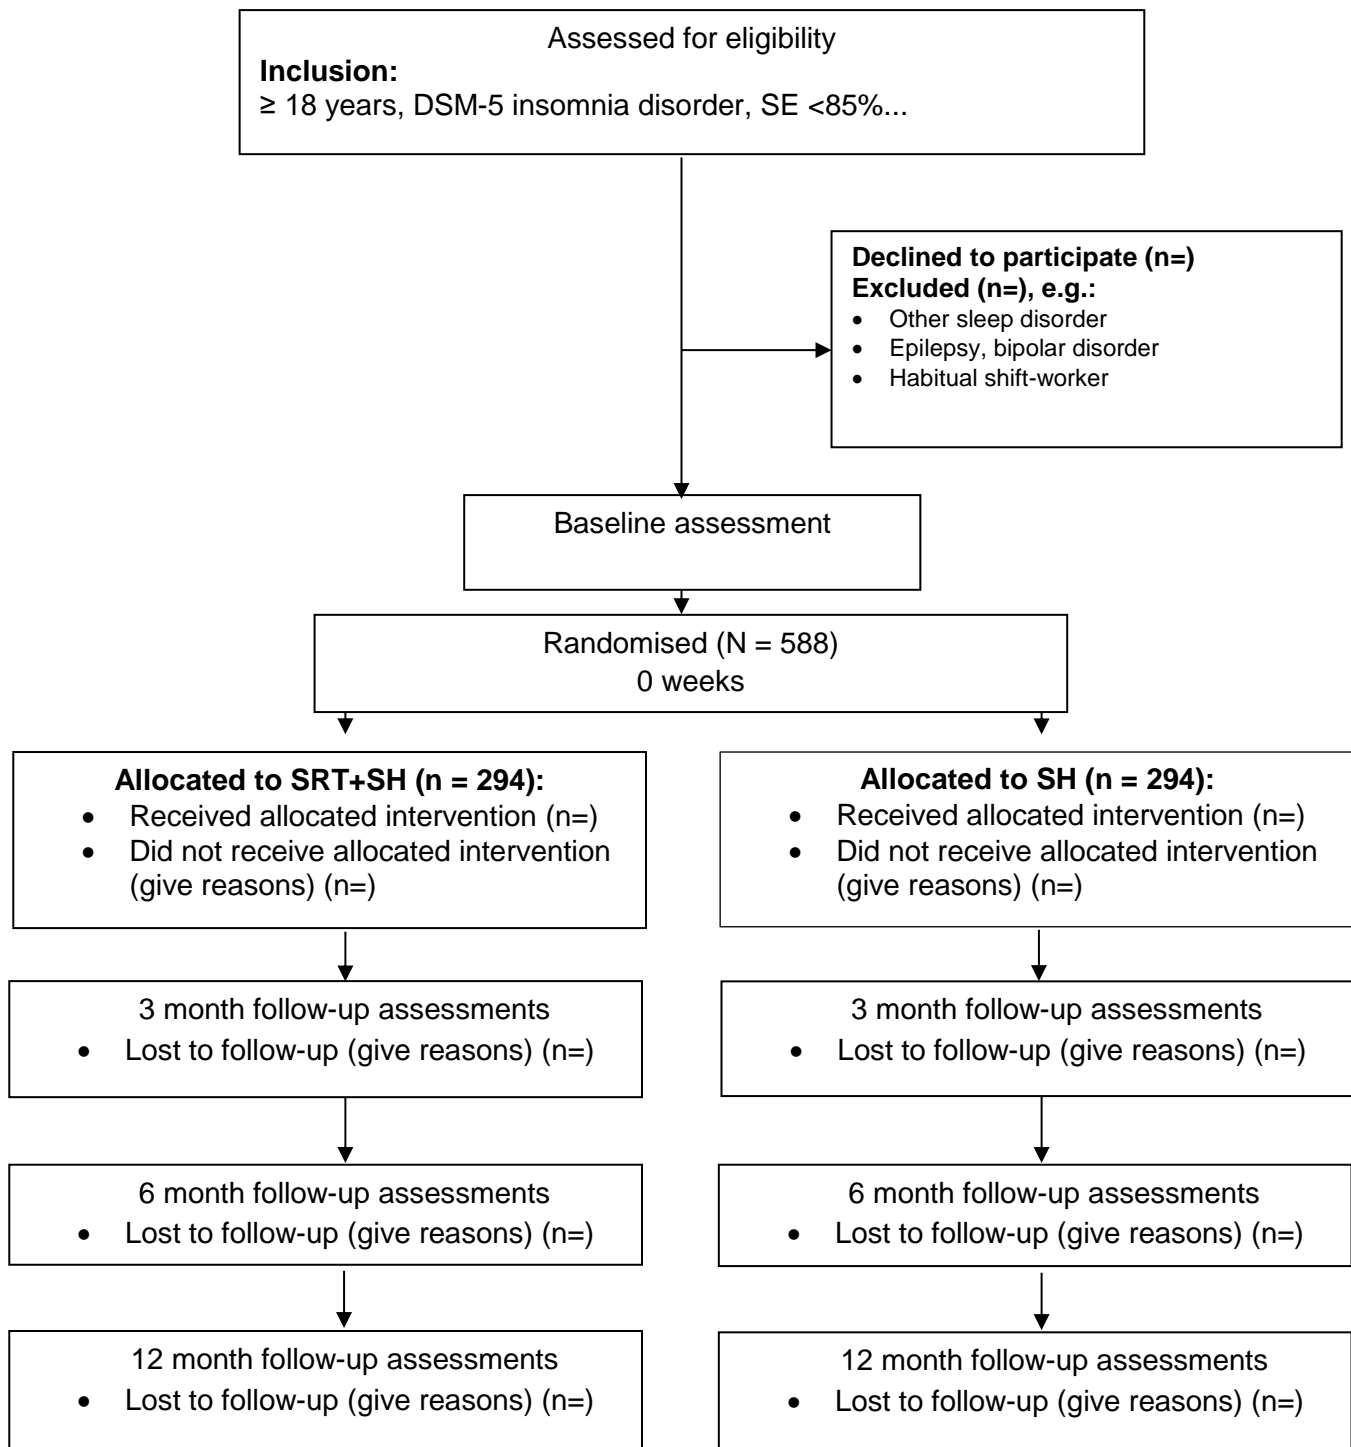 Assessed for eligibility
Inclusion:
≥ 18 years, DSM-5 insomnia disorder, SE <85%...
Declined to participate (n=)
Excluded (n=), e.g.:
• Other sleep disorder
• Epilepsy, bipolar disorder
• Habitual shift-worker
Baseline assessment
Randomised (N = 588)
0 weeks
Allocated to SRT+SH (n = 294):
• Received allocated intervention (n=)
• Did not receive allocated intervention
(give reasons) (n=)
Allocated to SH (n = 294):
• Received allocated intervention (n=)
• Did not receive allocated intervention
(give reasons) (n=)
3 month follow-up assessments
• Lost to follow-up (give reasons) (n=)
3 month follow-up assessments
• Lost to follow-up (give reasons) (n=)
6 month follow-up assessments
• Lost to follow-up (give reasons) (n=)
6 month follow-up assessments
• Lost to follow-up (give reasons) (n=)
12 month follow-up assessments
• Lost to follow-up (give reasons) (n=)
12 month follow-up assessments
• Lost to follow-up (give reasons) (n=)